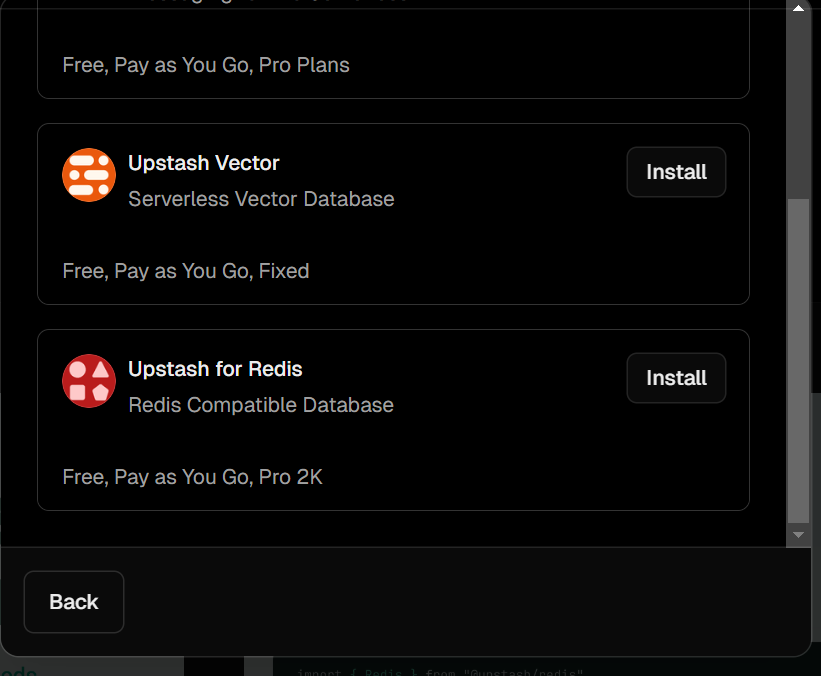 Free, Pay as You Go, Pro Plans
Upstash Vector
Install
Serverless Vector Database
Free, Pay as You Go, Fixed
Upstash for Redis
Install
Redis Compatible Database
Free, Pay as You Go, Pro 2K
Back
import { Redis } from "@upstash/redis"